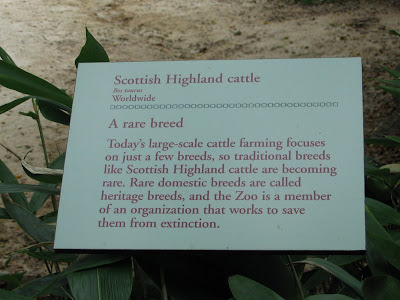 Scottish Highland cattle
Bos taurus
Worldwide
A rare breed
Today's large-scale cattle farming focuses
on just a few breeds, so traditional breeds
like Scottish Highland cattle are becoming
rare. Rare domestic breeds are called
heritage breeds, and the Zoo is a member
of an organization that works to save
them from extinction.